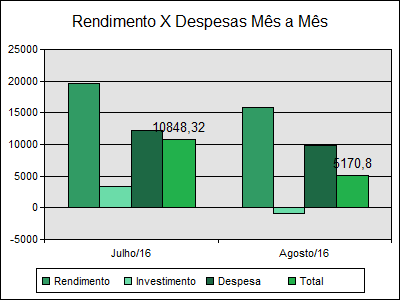 Rendimento X Despesas Mês a Mês
25000
20000
15000
10000
5000
0
-5000
10848,32
5170,8
Julho/16
Agosto/16
Rendimento Investimento Despesa Total